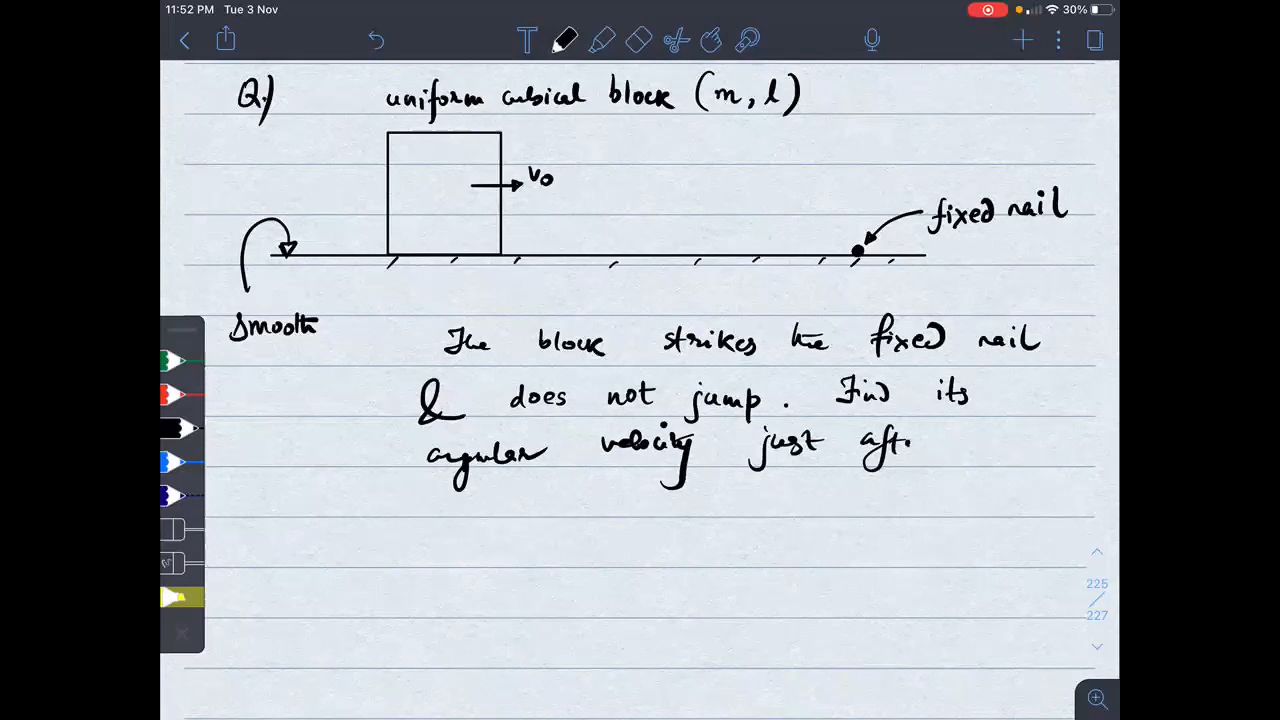 11:52 PM Tue 3 Nov
30%
Q.) uniform cubical block (m, l)
v₀
fixed nail
smooth
The block strikes the fixed nail
& does not jump. Find its
angular velocity just aft
225
227